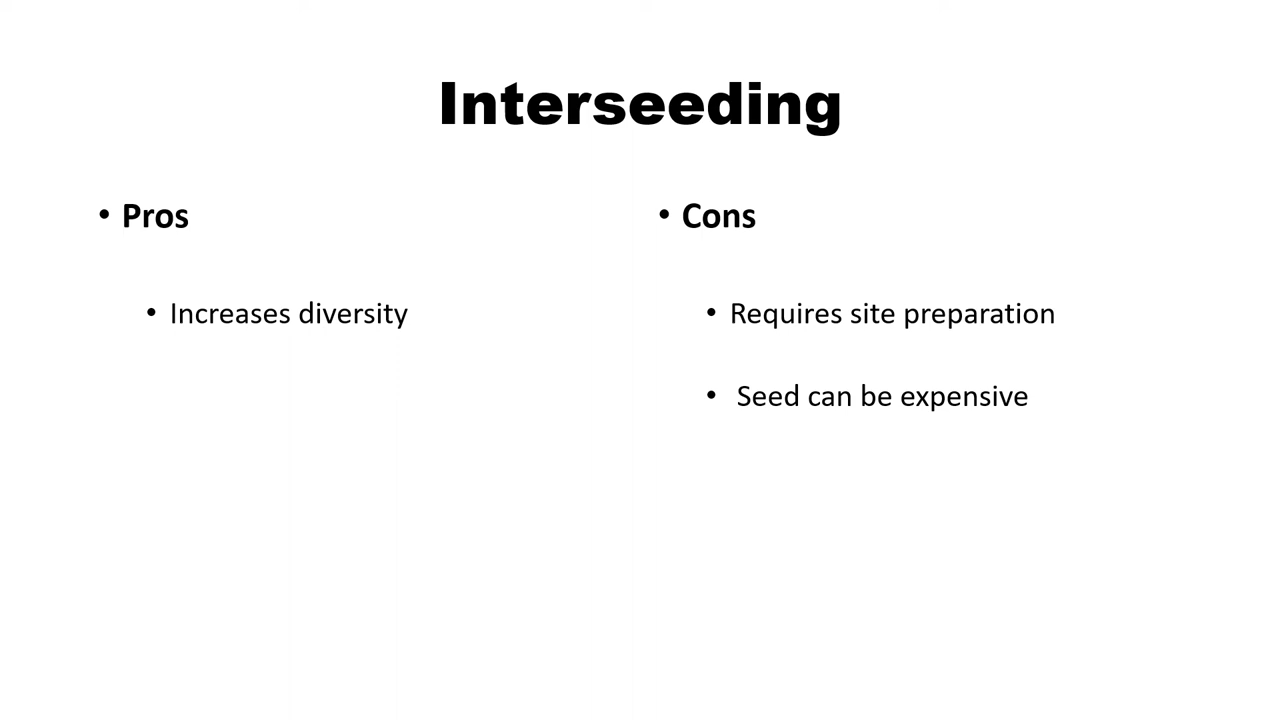 Interseeding
• Pros
• Increases diversity
• Cons
• Requires site preparation
• Seed can be expensive